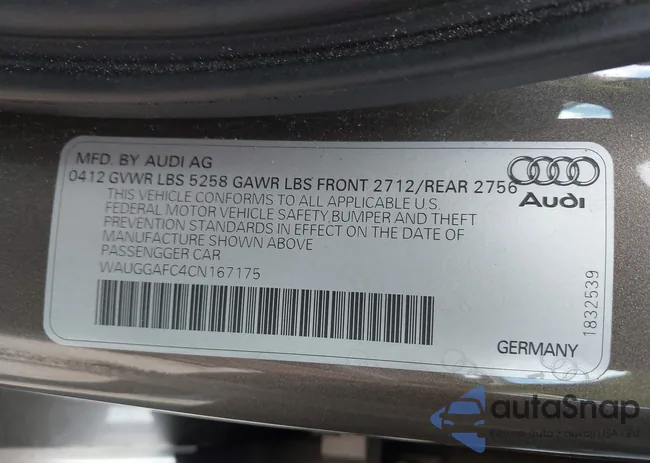 MFD. BY AUDI AG
0412 GVWR LBS 5258 GAWR LBS FRONT 2712/REAR 2756
THIS VEHICLE CONFORMS TO ALL APPLICABLE U.S.
FEDERAL MOTOR VEHICLE SAFETY, BUMPER AND THEFT
PREVENTION STANDARDS IN EFFECT ON THE DATE OF
MANUFACTURE SHOWN ABOVE
PASSENGGER CAR
WAUGGAFC4CN167175
Audi
1832539
GERMANY
autaSnap